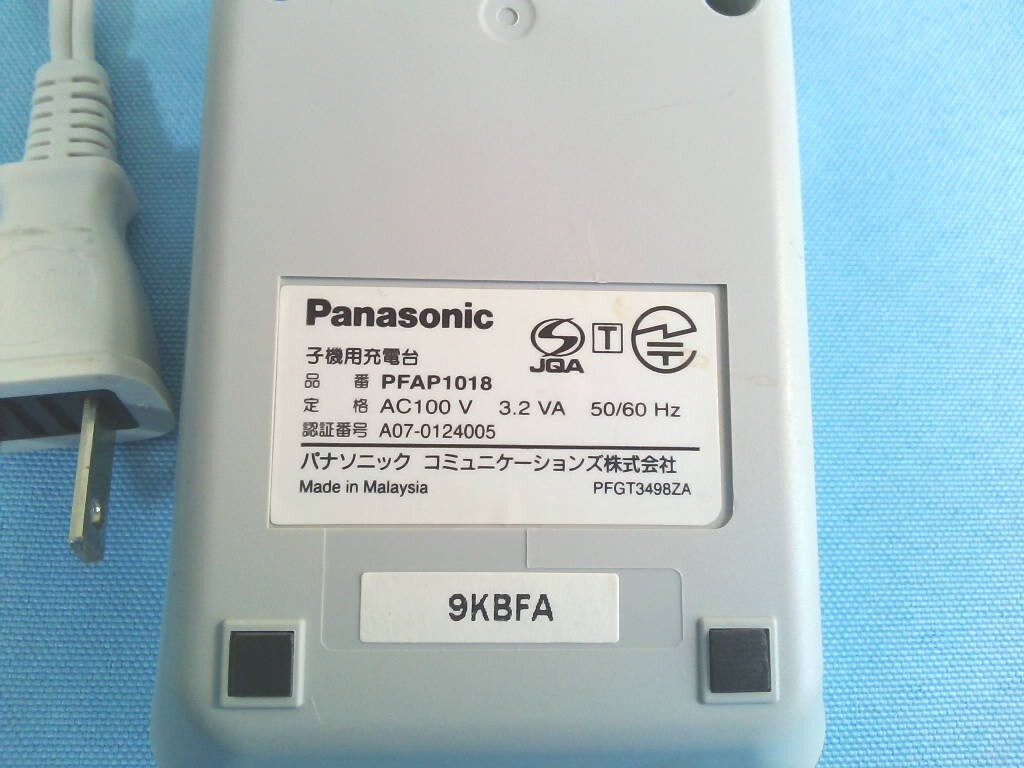 Panasonic
JQA T
子機用充電台
品 番 PFAP1018
定 格 AC100 V 3.2 VA 50/60 Hz
認証番号 A07-0124005
パナソニック コミュニケーションズ株式会社
Made in Malaysia PFGT3498ZA
9KBFA